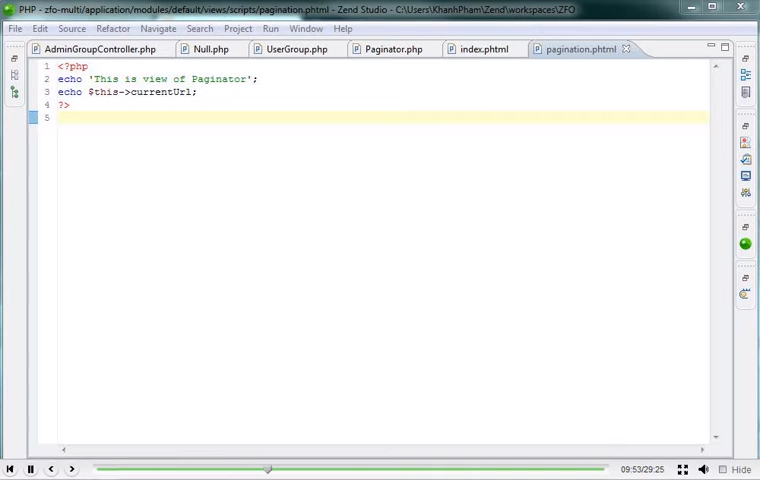 PHP - zfo-multi/application/modules/default/views/scripts/pagination.phtml - Zend Studio - C:\Users\KhanhPham\Zend\workspaces\ZFO
File Edit Source Refactor Navigate Search Project Run Window Help
AdminGroupController.php Null.php UserGroup.php Paginator.php index.phtml pagination.phtml
1 <?php
2 echo 'This is view of Paginator';
3 echo $this->currentUrl;
4 ?>
5
09:53/29:25 Hide